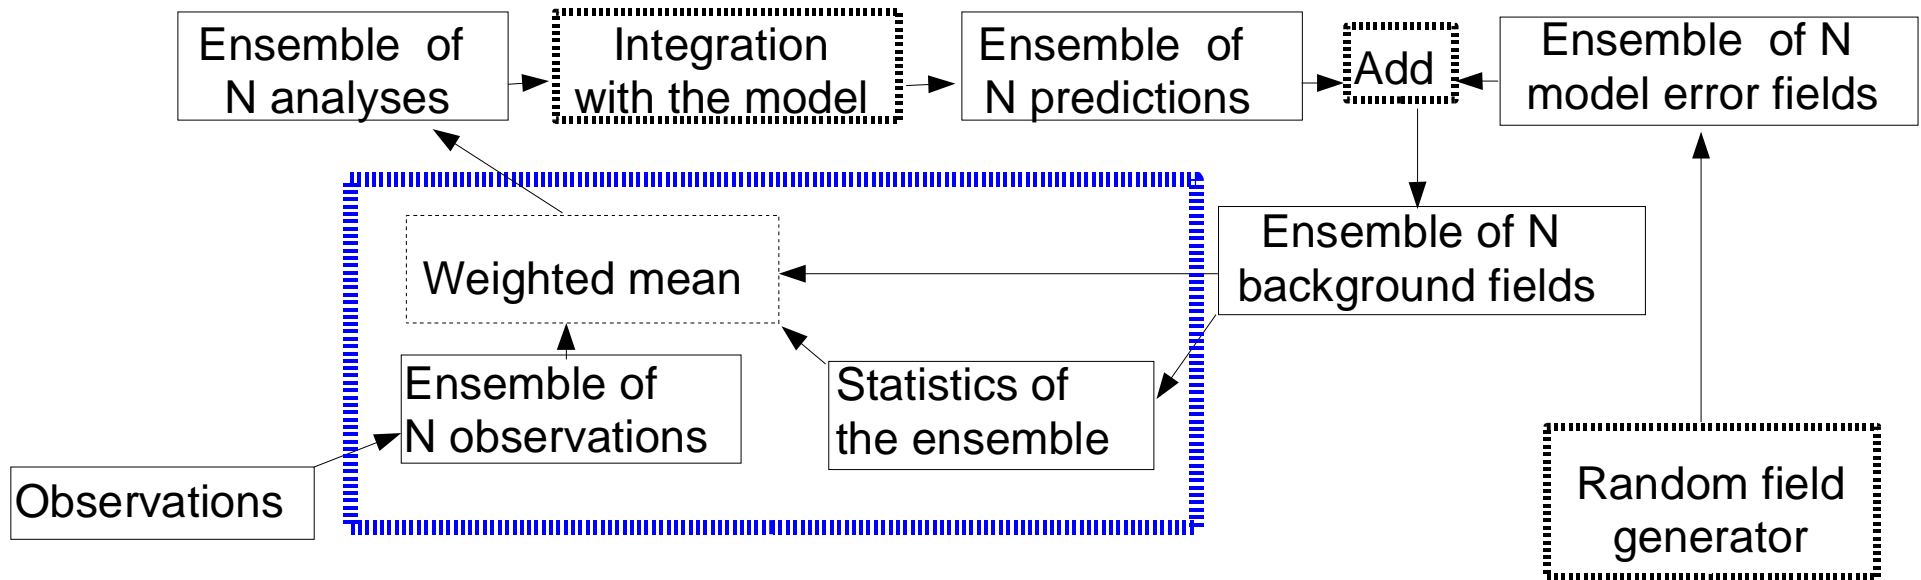 Ensemble of
N analyses
Integration
with the model
Ensemble of
N predictions
Add
Ensemble of N
model error fields
Ensemble of N
background fields
Weighted mean
Ensemble of
N observations
Statistics of
the ensemble
Observations
Random field
generator